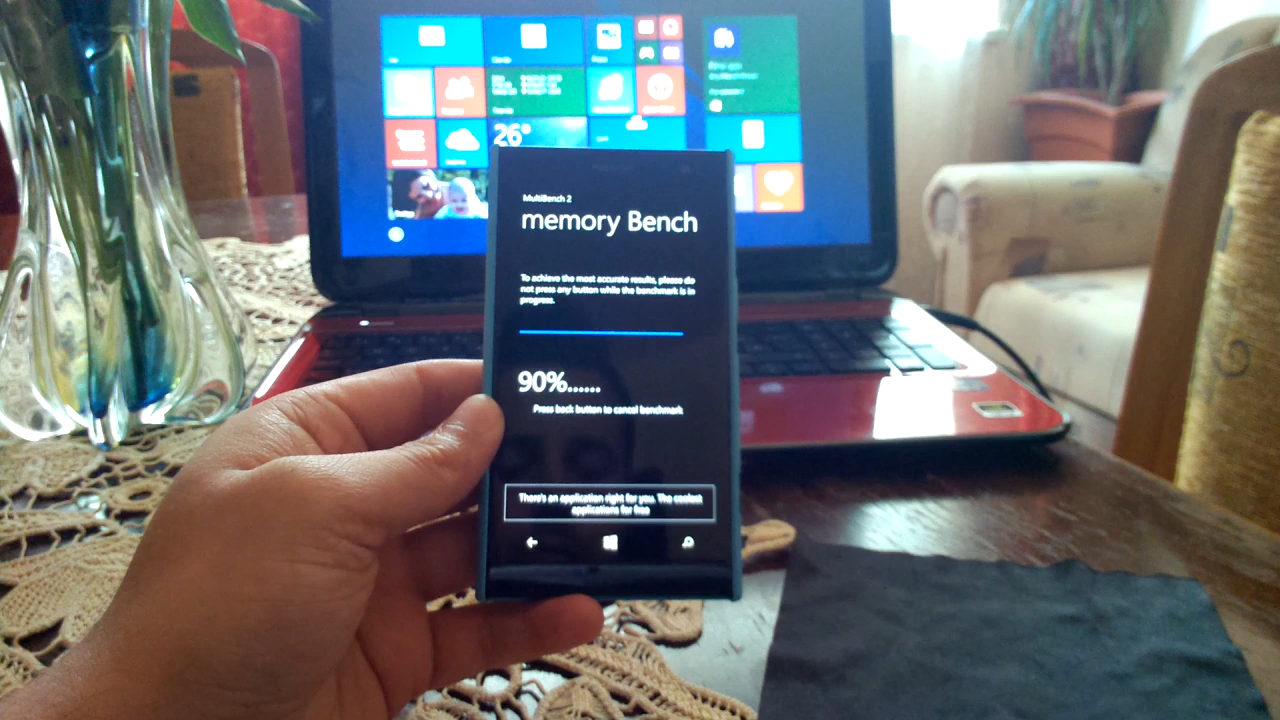 26°
MultiBench 2
memory Bench
To achieve the most accurate results, please do
not press any button while the benchmark is in
progress.
90%......
Press back button to cancel benchmark
There's an application right for you. The coolest
applications for free